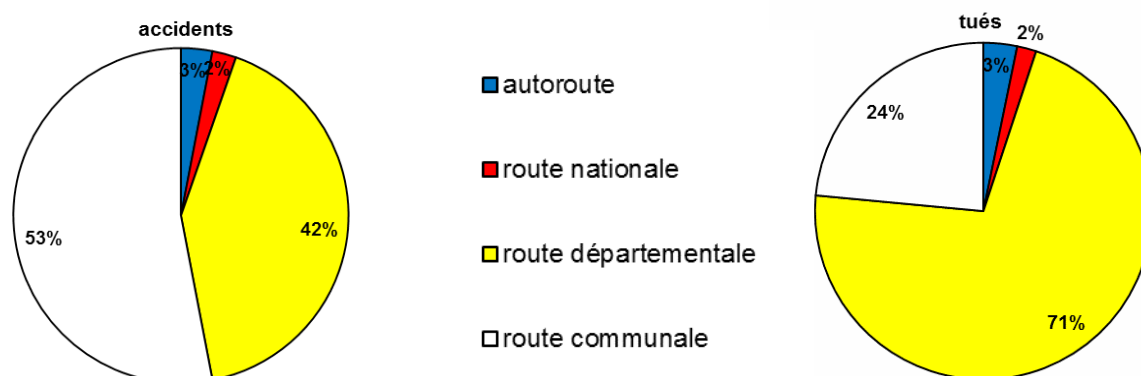 accidents
3%
2%
42%
53%
autoroute
route nationale
route départementale
route communale
tués
3%
2%
71%
24%